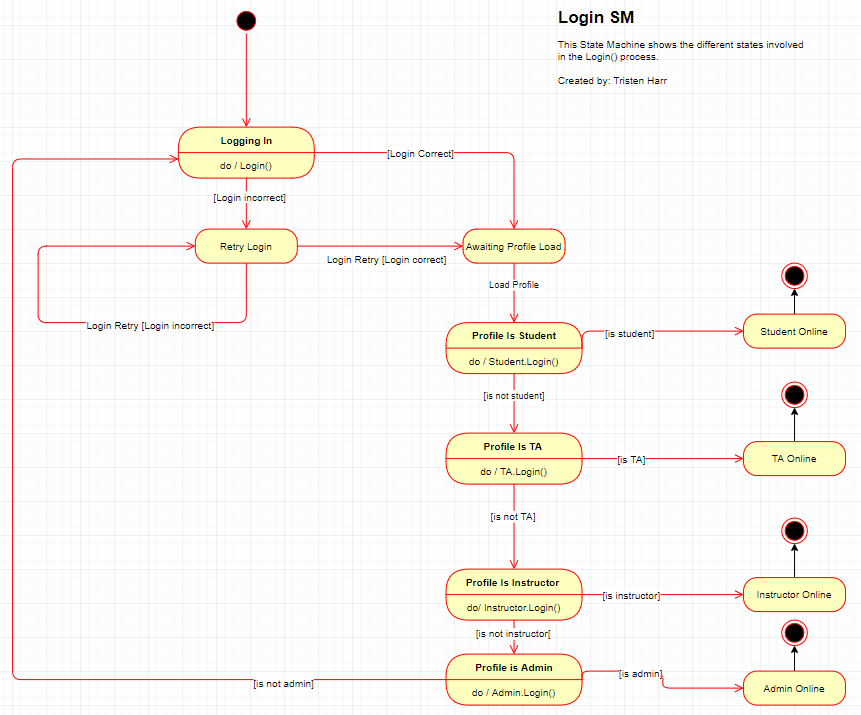 Login SM
This State Machine shows the different states involved
in the Login() process.
Created by: Tristen Harr
Logging In
do / Login()
[Login Correct]
[Login incorrect]
Retry Login
Awaiting Profile Load
Login Retry [Login correct]
Load Profile
Login Retry [Login incorrect]
Profile Is Student
do / Student.Login()
[is student]
Student Online
[is not student]
Profile Is TA
do / TA.Login()
[is TA]
TA Online
[is not TA]
Profile Is Instructor
do/ Instructor.Login()
[is instructor]
Instructor Online
[is not instructor[
Profile is Admin
do / Admin.Login()
[is admin]
Admin Online
[is not admin]